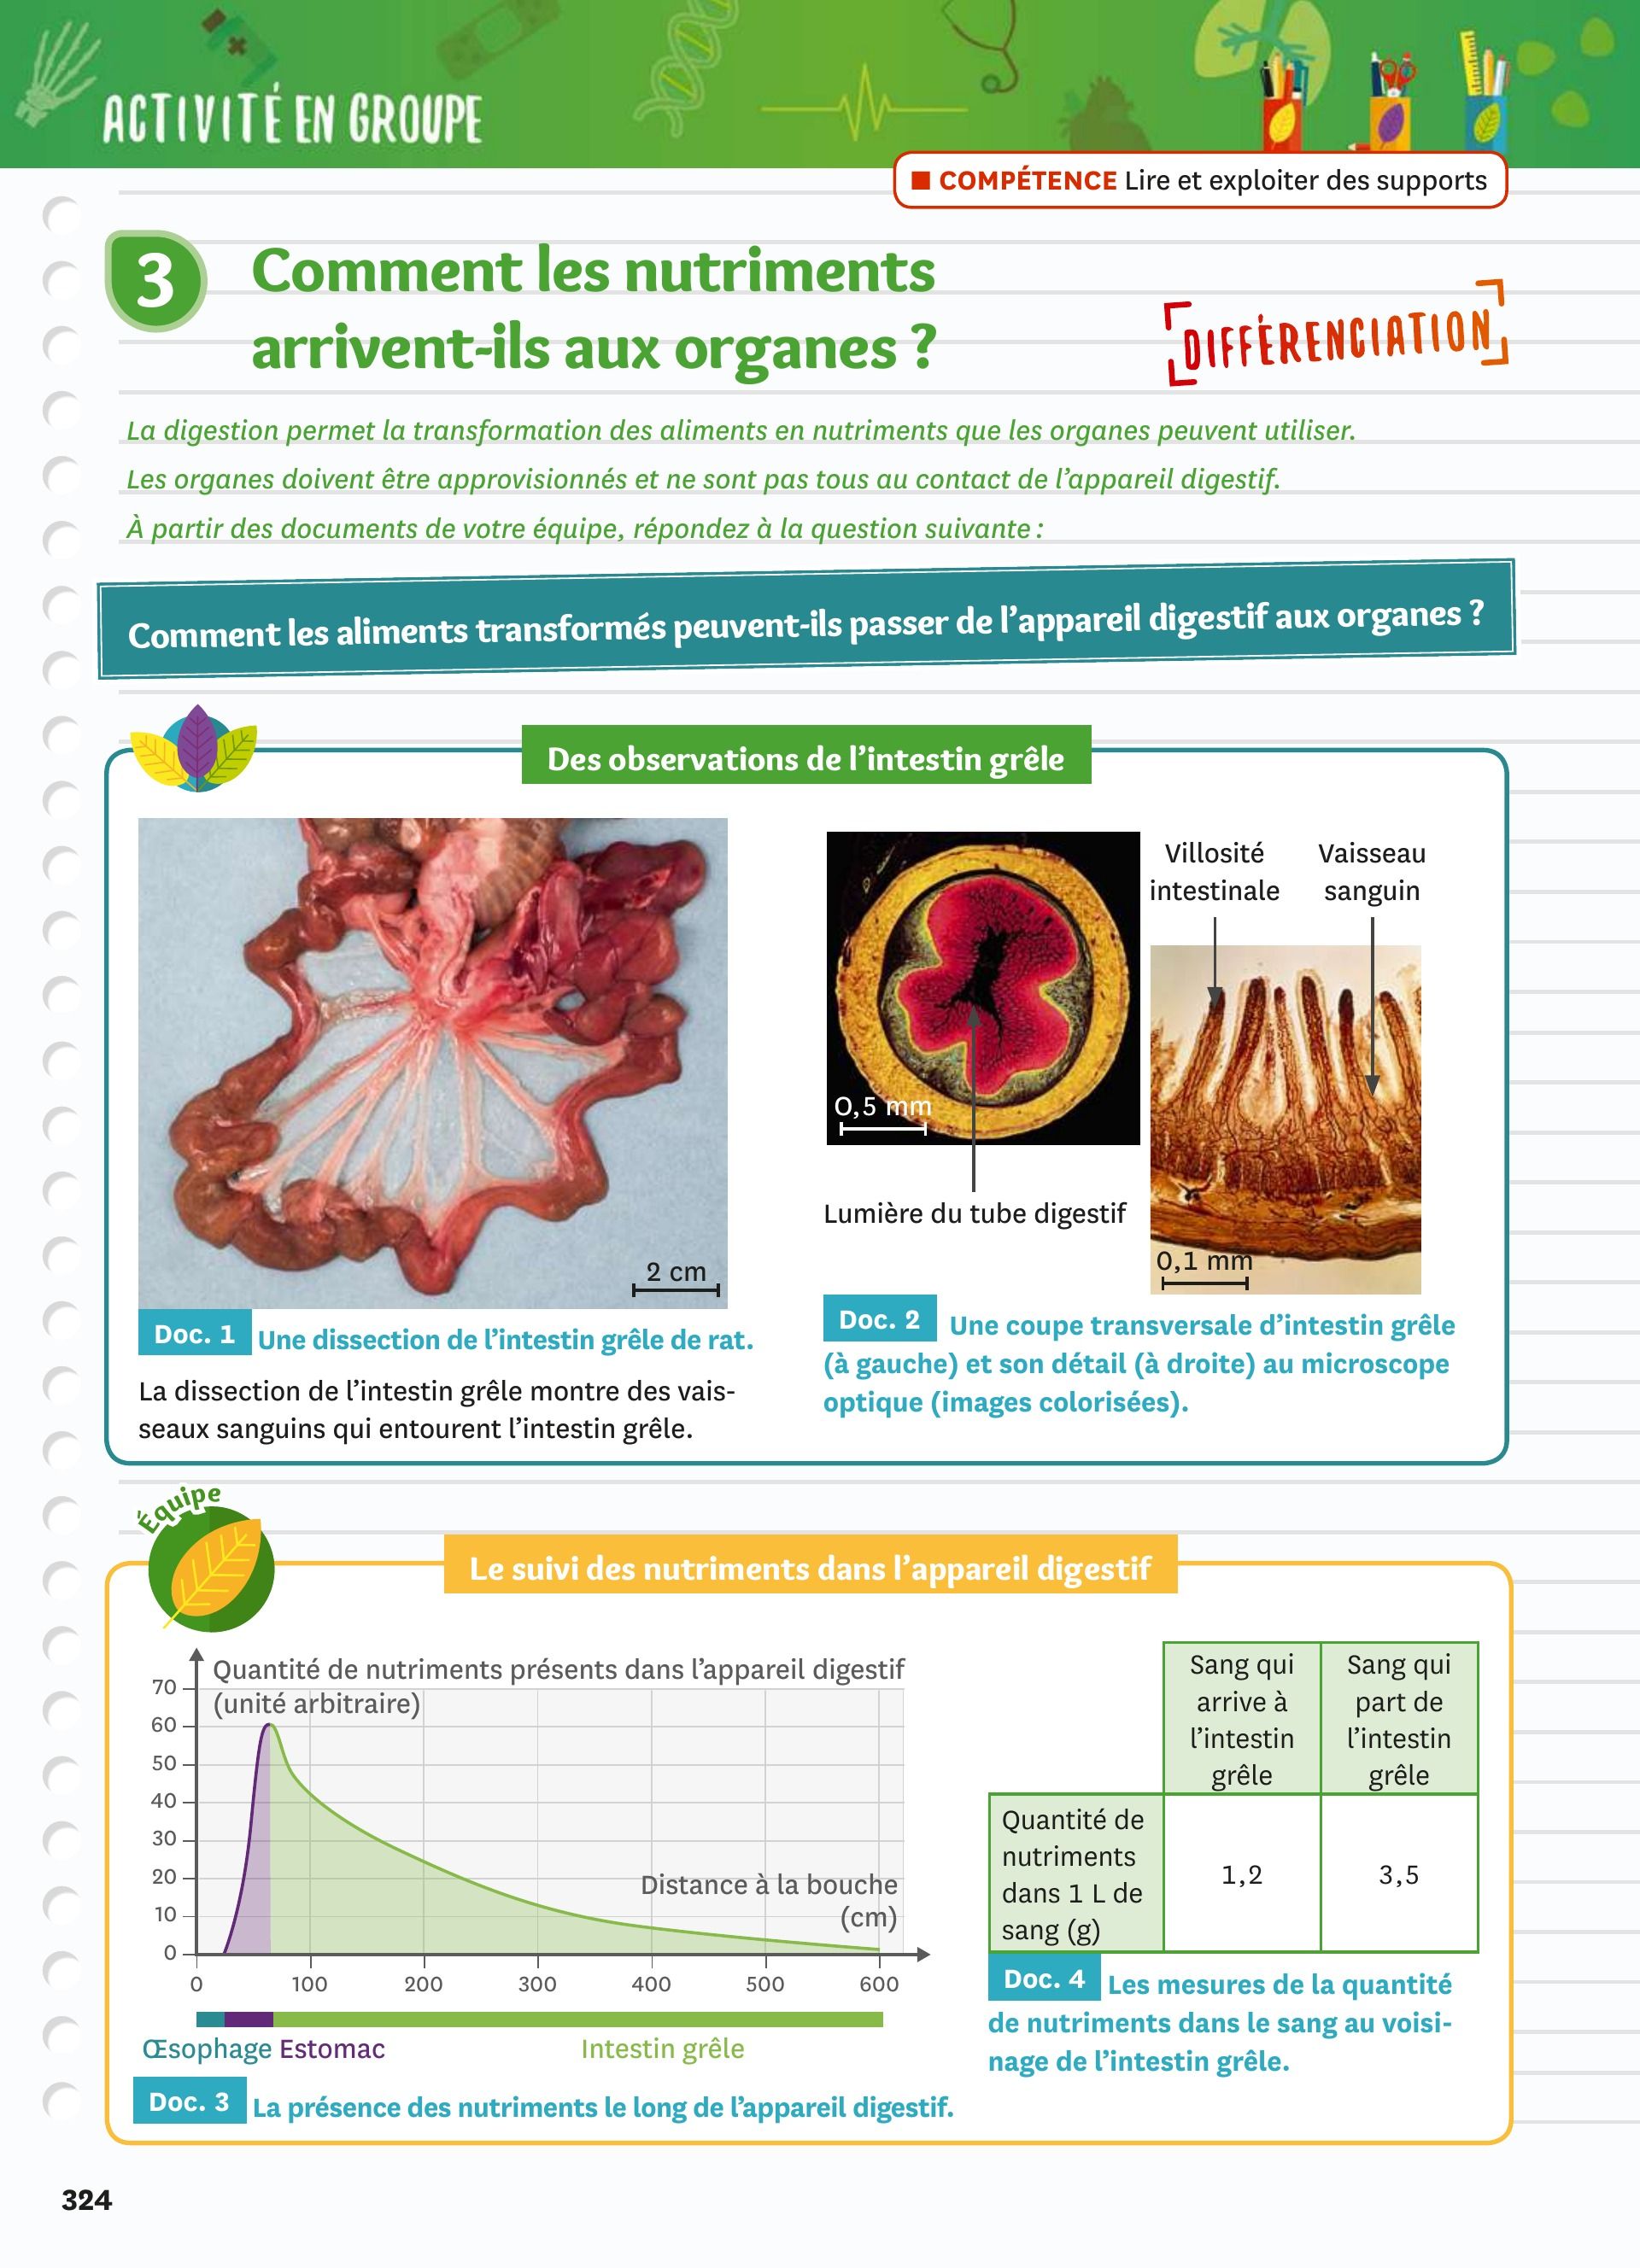 ACTIVITÉ EN GROUPE
■ COMPÉTENCE Lire et exploiter des supports
3
Comment les nutriments
arrivent-ils aux organes ?
DIFFÉRENCIATION
La digestion permet la transformation des aliments en nutriments que les organes peuvent utiliser.
Les organes doivent être approvisionnés et ne sont pas tous au contact de l'appareil digestif.
À partir des documents de votre équipe, répondez à la question suivante :
Comment les aliments transformés peuvent-ils passer de l'appareil digestif aux organes ?
Des observations de l'intestin grêle
2 cm
Doc. 1 Une dissection de l'intestin grêle de rat.
La dissection de l'intestin grêle montre des vais-
seaux sanguins qui entourent l'intestin grêle.
Villosité
intestinale
Vaisseau
sanguin
0,5 mm
Lumière du tube digestif
0,1 mm
Doc. 2 Une coupe transversale d'intestin grêle
(à gauche) et son détail (à droite) au microscope
optique (images colorisées).
Équipe
Le suivi des nutriments dans l'appareil digestif
Quantité de nutriments présents dans l'appareil digestif
(unité arbitraire)
70
60
50
40
30
20
10
0
Distance à la bouche
(cm)
0 100 200 300 400 500 600
Œsophage Estomac Intestin grêle
Doc. 3 La présence des nutriments le long de l'appareil digestif.
Sang qui
arrive à
l'intestin
grêle
Sang qui
part de
l'intestin
grêle
Quantité de
nutriments
dans 1 L de
sang (g)
1,2
3,5
Doc. 4 Les mesures de la quantité
de nutriments dans le sang au voisi-
nage de l'intestin grêle.
324